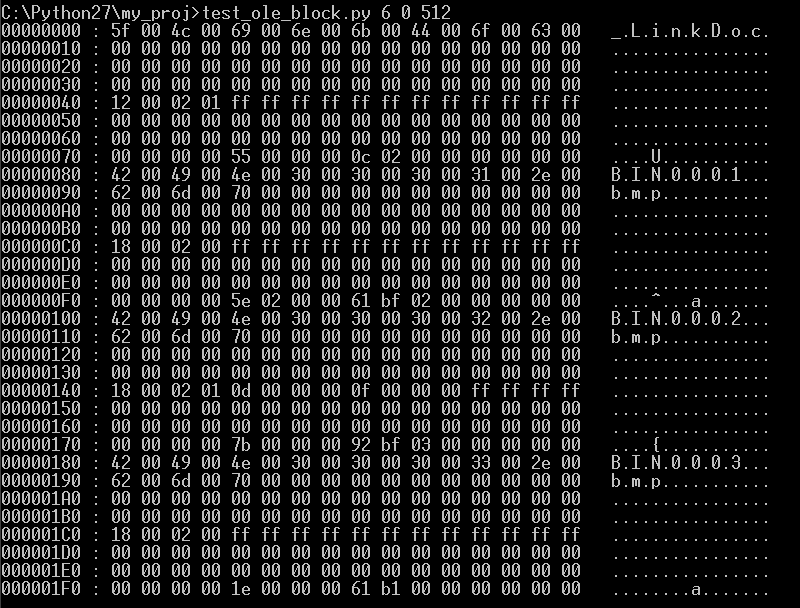 C:\Python27\my_proj>test_ole_block.py 6 0 512
00000000 : 5f 00 4c 00 69 00 6e 00 6b 00 44 00 6f 00 63 00   _.L.i.n.k.D.o.c.
00000010 : 00 00 00 00 00 00 00 00 00 00 00 00 00 00 00 00   ................
00000020 : 00 00 00 00 00 00 00 00 00 00 00 00 00 00 00 00   ................
00000030 : 00 00 00 00 00 00 00 00 00 00 00 00 00 00 00 00   ................
00000040 : 12 00 02 01 ff ff ff ff ff ff ff ff ff ff ff ff   ................
00000050 : 00 00 00 00 00 00 00 00 00 00 00 00 00 00 00 00   ................
00000060 : 00 00 00 00 00 00 00 00 00 00 00 00 00 00 00 00   ................
00000070 : 00 00 00 00 55 00 00 00 0c 02 00 00 00 00 00 00   ....U...........
00000080 : 42 00 49 00 4e 00 30 00 30 00 30 00 31 00 2e 00   B.I.N.0.0.0.1...
00000090 : 62 00 6d 00 70 00 00 00 00 00 00 00 00 00 00 00   b.m.p...........
000000A0 : 00 00 00 00 00 00 00 00 00 00 00 00 00 00 00 00   ................
000000B0 : 00 00 00 00 00 00 00 00 00 00 00 00 00 00 00 00   ................
000000C0 : 18 00 02 00 ff ff ff ff ff ff ff ff ff ff ff ff   ................
000000D0 : 00 00 00 00 00 00 00 00 00 00 00 00 00 00 00 00   ................
000000E0 : 00 00 00 00 00 00 00 00 00 00 00 00 00 00 00 00   ................
000000F0 : 00 00 00 00 5e 02 00 00 61 bf 02 00 00 00 00 00   ....^...a.......
00000100 : 42 00 49 00 4e 00 30 00 30 00 30 00 32 00 2e 00   B.I.N.0.0.0.2...
00000110 : 62 00 6d 00 70 00 00 00 00 00 00 00 00 00 00 00   b.m.p...........
00000120 : 00 00 00 00 00 00 00 00 00 00 00 00 00 00 00 00   ................
00000130 : 00 00 00 00 00 00 00 00 00 00 00 00 00 00 00 00   ................
00000140 : 18 00 02 01 0d 00 00 00 0f 00 00 00 ff ff ff ff   ................
00000150 : 00 00 00 00 00 00 00 00 00 00 00 00 00 00 00 00   ................
00000160 : 00 00 00 00 00 00 00 00 00 00 00 00 00 00 00 00   ................
00000170 : 00 00 00 00 7b 00 00 00 92 bf 03 00 00 00 00 00   ....{...........
00000180 : 42 00 49 00 4e 00 30 00 30 00 30 00 33 00 2e 00   B.I.N.0.0.0.3...
00000190 : 62 00 6d 00 70 00 00 00 00 00 00 00 00 00 00 00   b.m.p...........
000001A0 : 00 00 00 00 00 00 00 00 00 00 00 00 00 00 00 00   ................
000001B0 : 00 00 00 00 00 00 00 00 00 00 00 00 00 00 00 00   ................
000001C0 : 18 00 02 00 ff ff ff ff ff ff ff ff ff ff ff ff   ................
000001D0 : 00 00 00 00 00 00 00 00 00 00 00 00 00 00 00 00   ................
000001E0 : 00 00 00 00 00 00 00 00 00 00 00 00 00 00 00 00   ................
000001F0 : 00 00 00 00 1e 00 00 00 61 b1 00 00 00 00 00 00   ........a.......